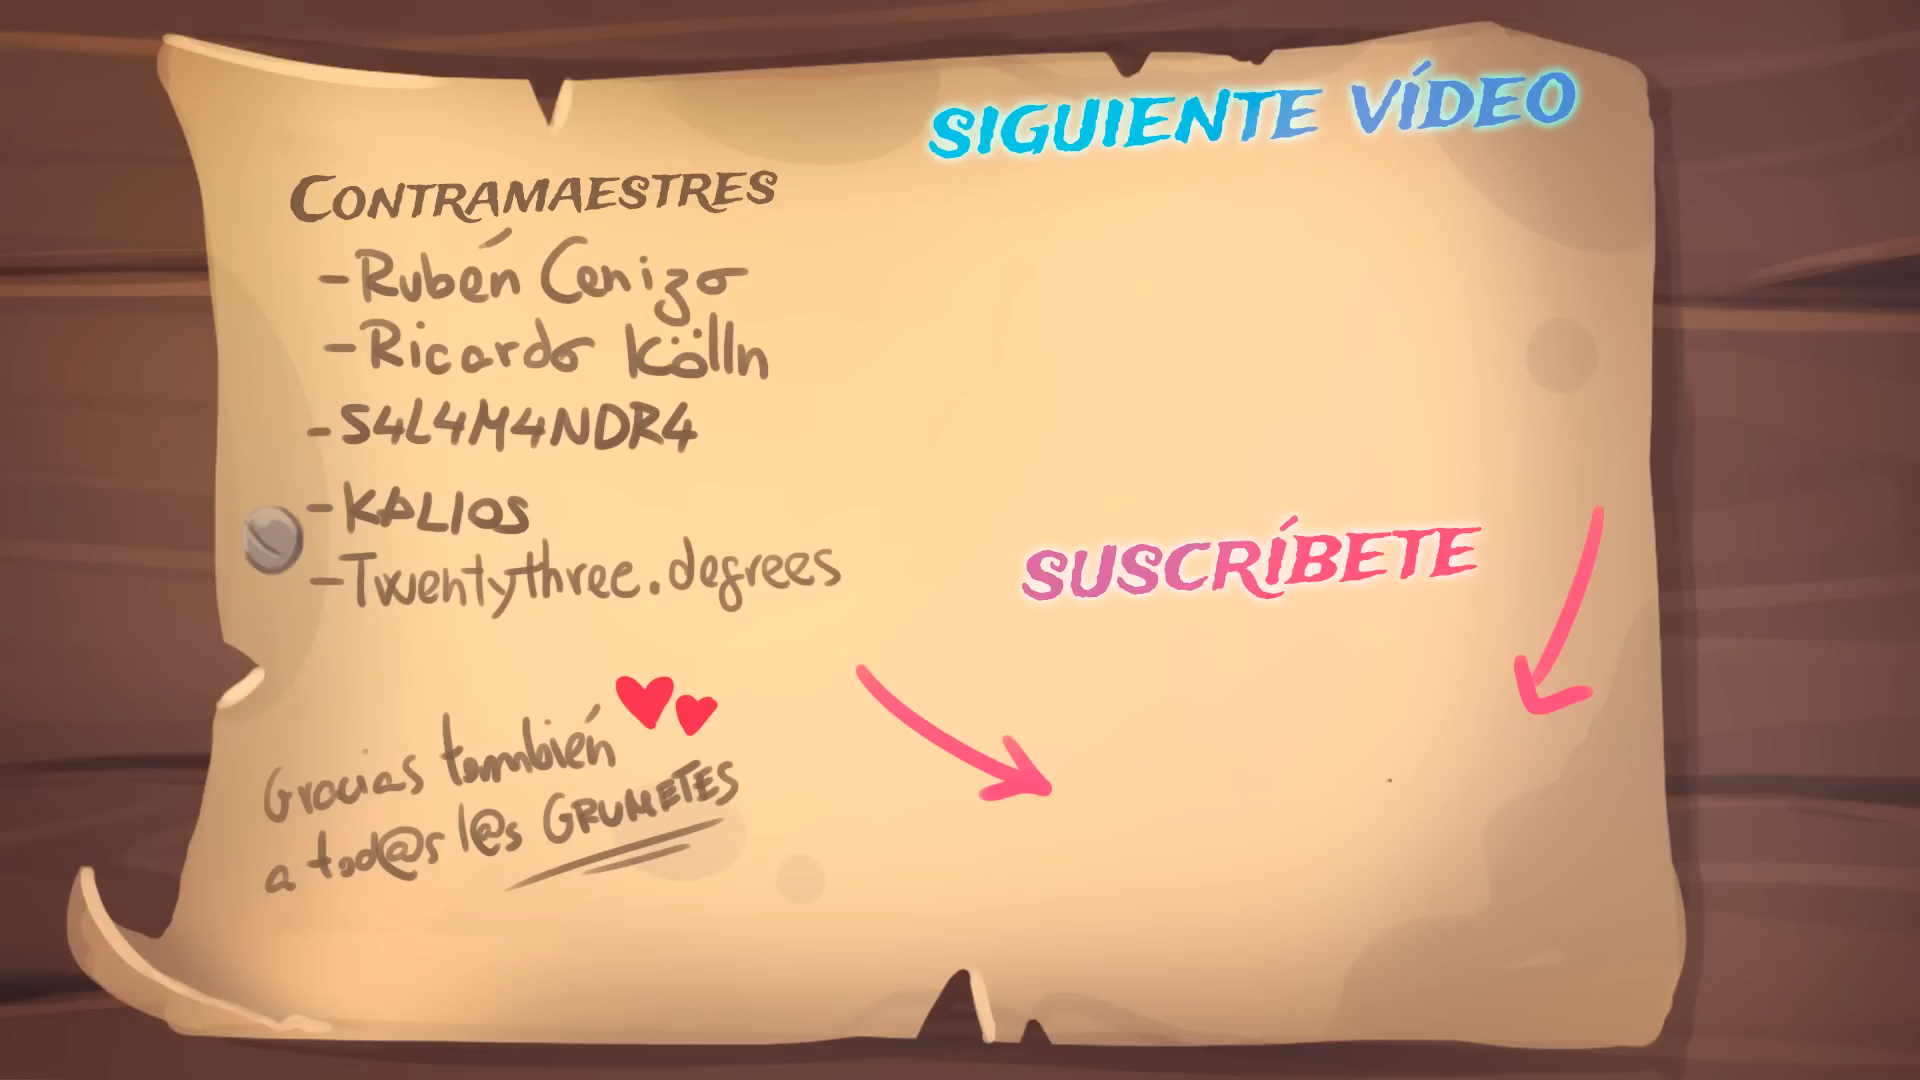 SIGUIENTE VÍDEO
CONTRAMAESTRES
-Rubén Cenizo
-Ricardo Kölln
-S4L4M4NDR4
-KALIOS
-Twentythree.degrees
SUSCRÍBETE
Gracias también
a tod@s l@s GRUMETES